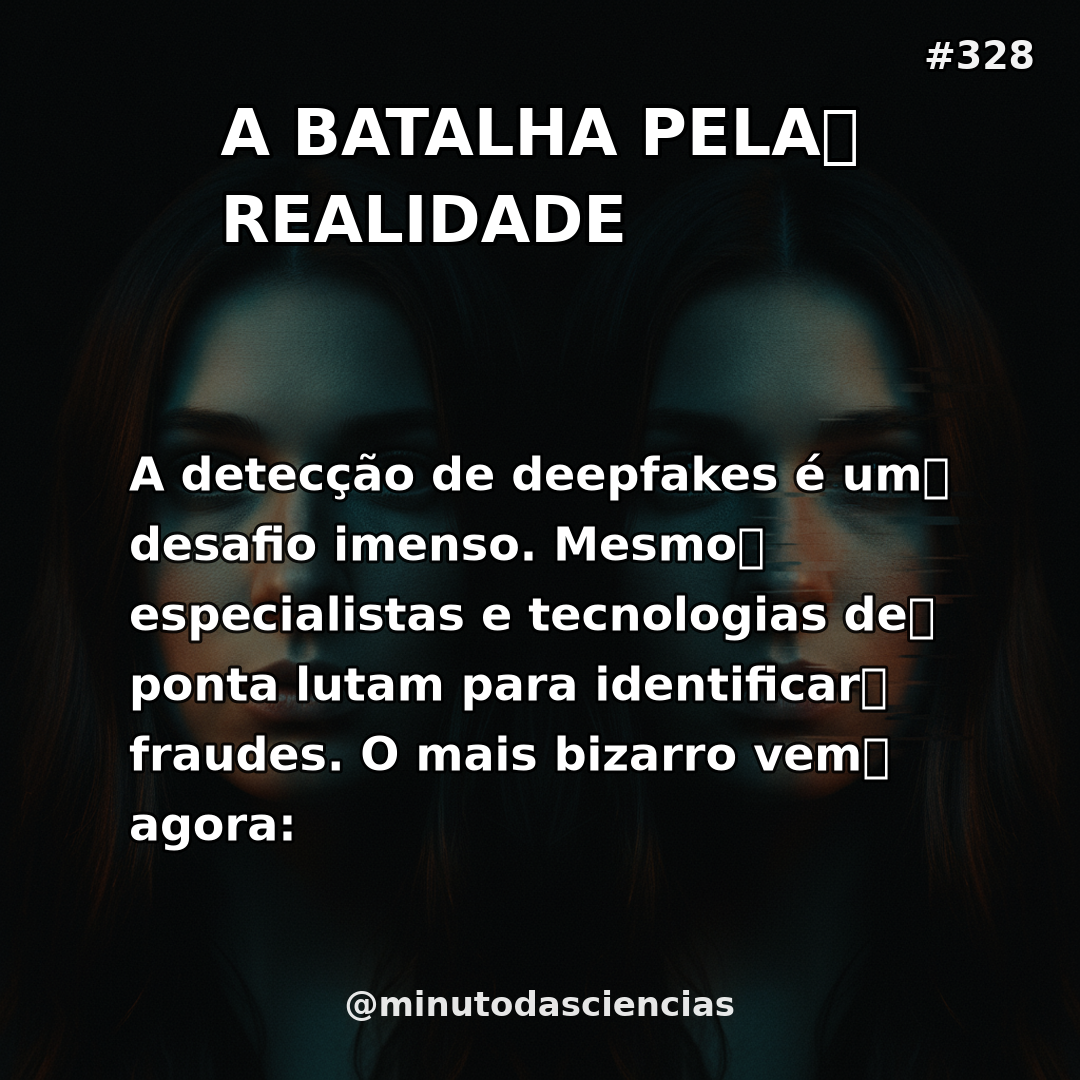 #328
A BATALHA PELA
REALIDADE
A detecção de deepfakes é um
desafio imenso. Mesmo
especialistas e tecnologias de
ponta lutam para identificar
fraudes. O mais bizarro vem
agora:
@minutodasciencias